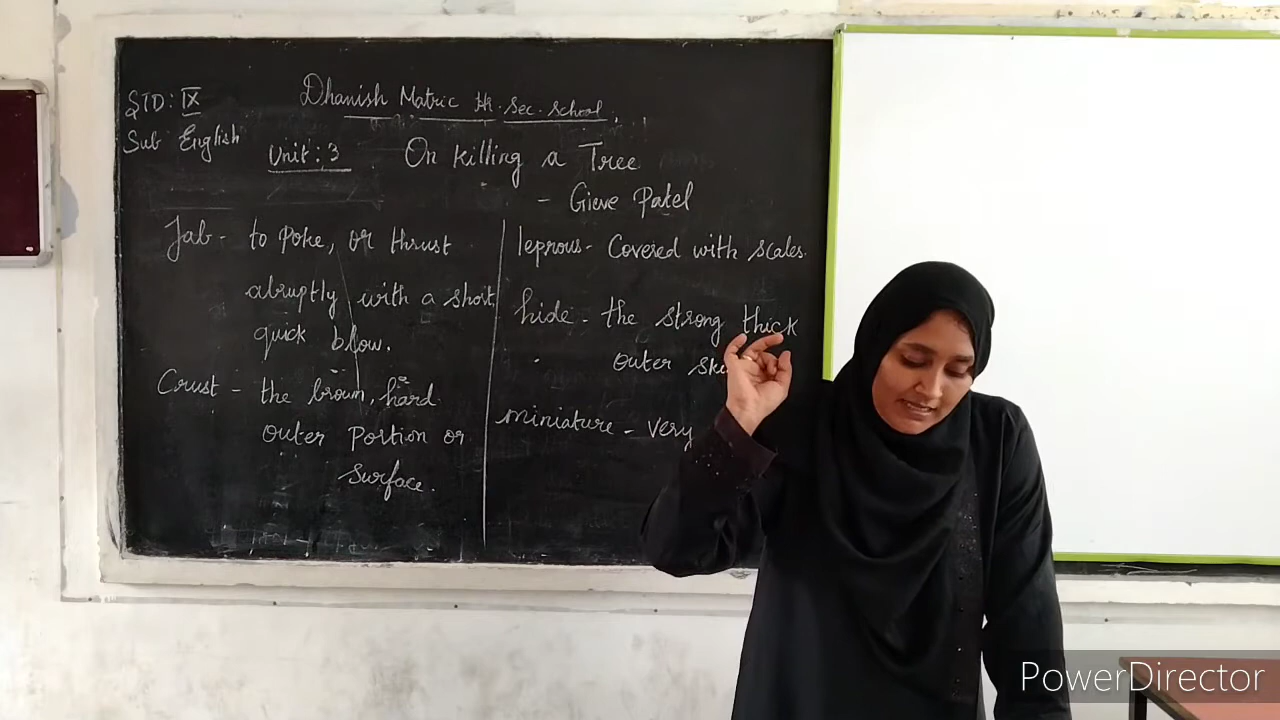 STD: IX
Dhanish Matric Hr. Sec. School
Sub English
Unit: 3
On killing a Tree
- Gieve Patel
Jab - to poke, or thrust
abruptly with a short,
quick blow.
Crust - the brown, hard
outer Portion or
Surface.
leprous - Covered with scales.
hide - the strong thick
outer
miniature - very
PowerDirector